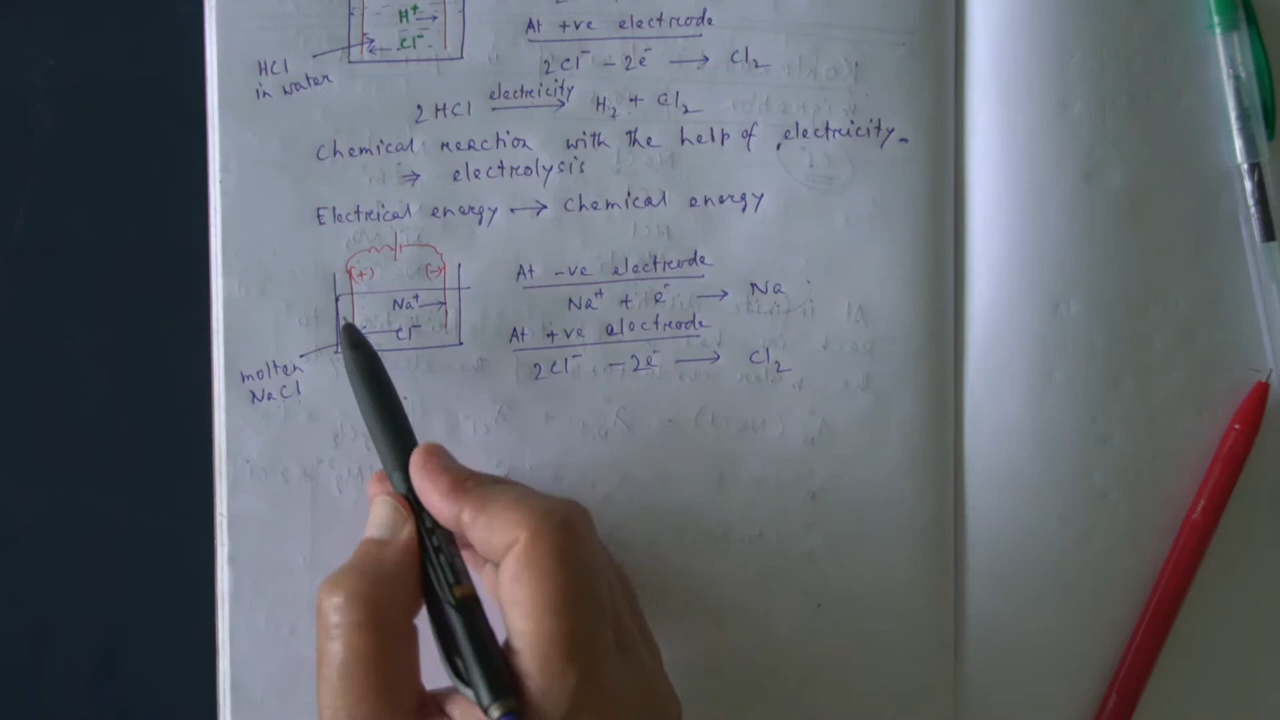 H⁺
Cl⁻
HCl
in water
At +ve electrode
2Cl⁻ - 2e⁻ → Cl₂
2HCl electricity → H₂ + Cl₂
Chemical reaction with the help of electricity.
⇒ electrolysis
Electrical energy → Chemical energy
(+) (-)
Na⁺ →
Cl⁻
molten
NaCl
At -ve electrode
Na⁺ + e⁻ → Na
At +ve electrode
2Cl⁻ - 2e⁻ → Cl₂